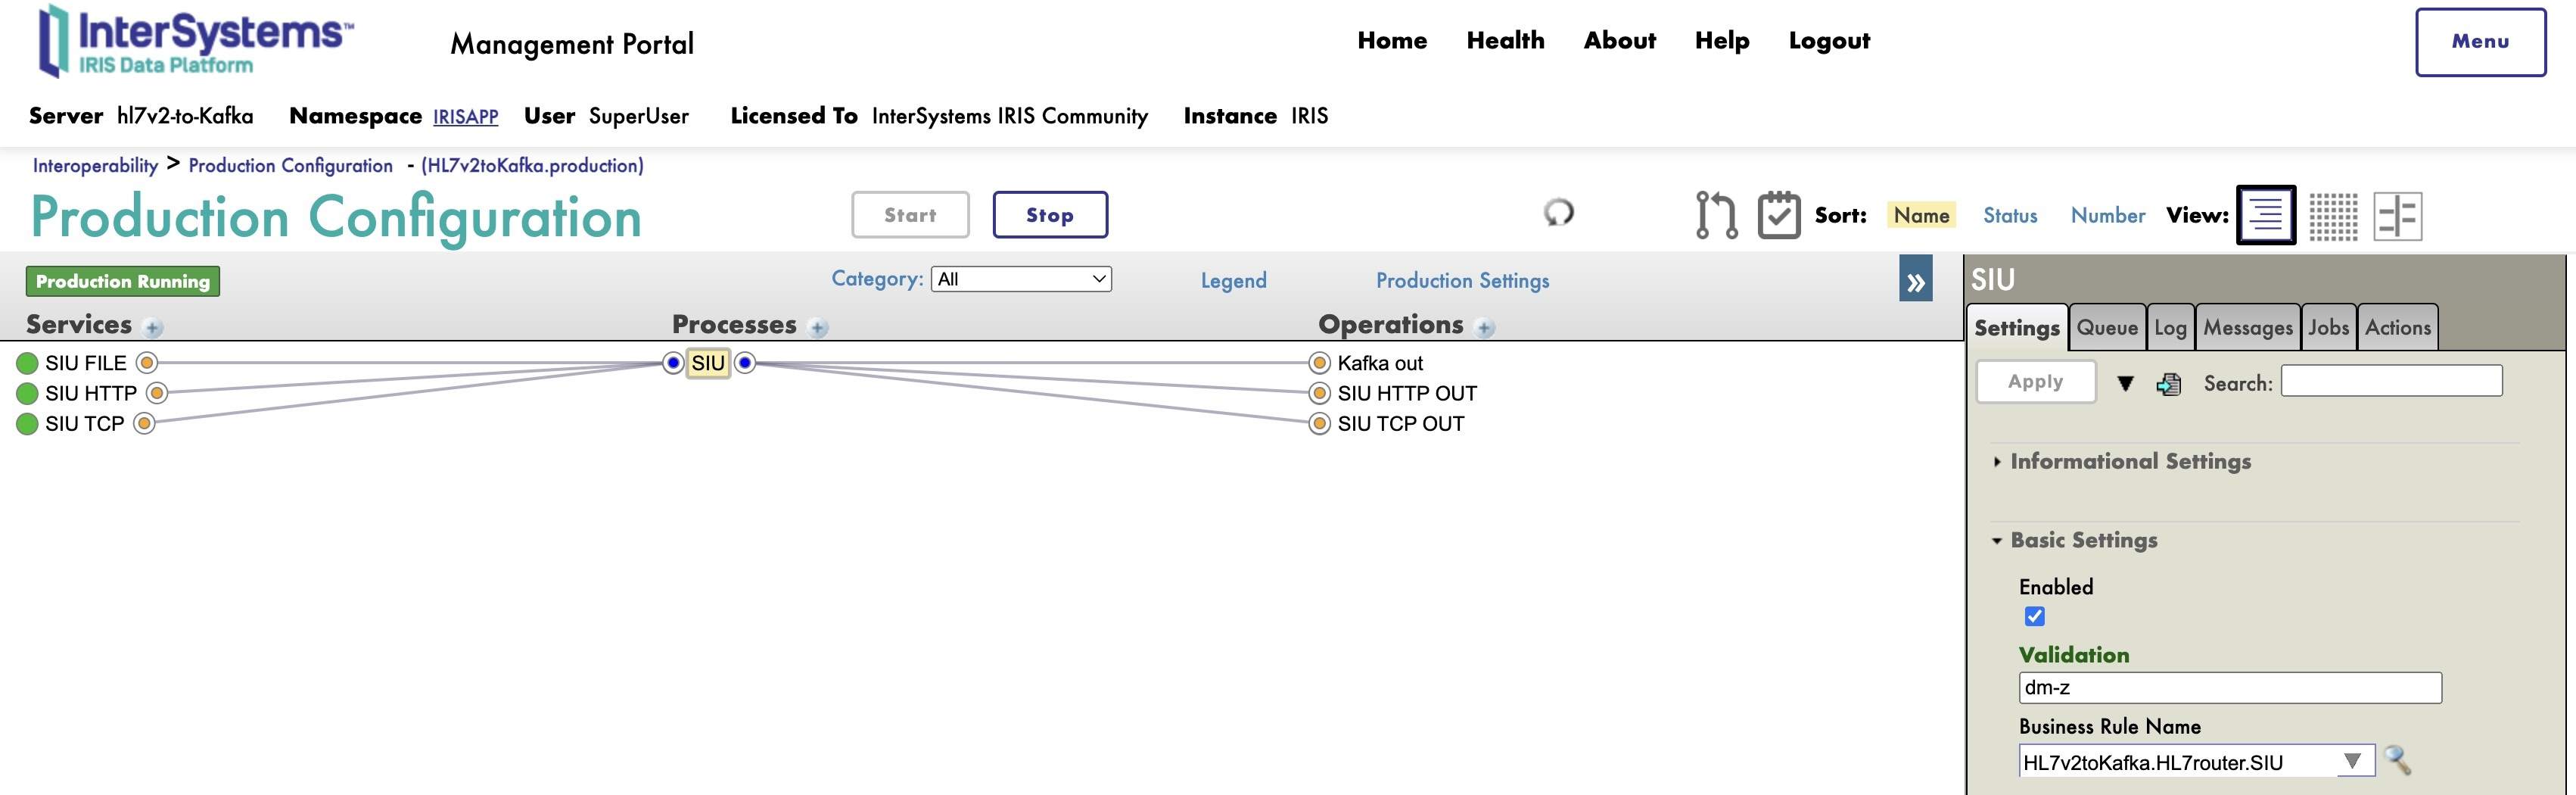 InterSystems™
IRIS Data Platform
Management Portal
Home Health About Help Logout
Menu
Server hl7v2-to-Kafka Namespace IRISAPP User SuperUser Licensed To InterSystems IRIS Community Instance IRIS
Interoperability > Production Configuration - (HL7v2toKafka.production)
Production Configuration
Start Stop
Sort: Name Status Number View:
Production Running
Category: All
Legend
Production Settings
»
Services +
Processes +
Operations +
SIU FILE
SIU HTTP
SIU TCP
SIU
Kafka out
SIU HTTP OUT
SIU TCP OUT
SIU
Settings Queue Log Messages Jobs Actions
Apply
Search:
Informational Settings
Basic Settings
Enabled
Validation
dm-z
Business Rule Name
HL7v2toKafka.HL7router.SIU